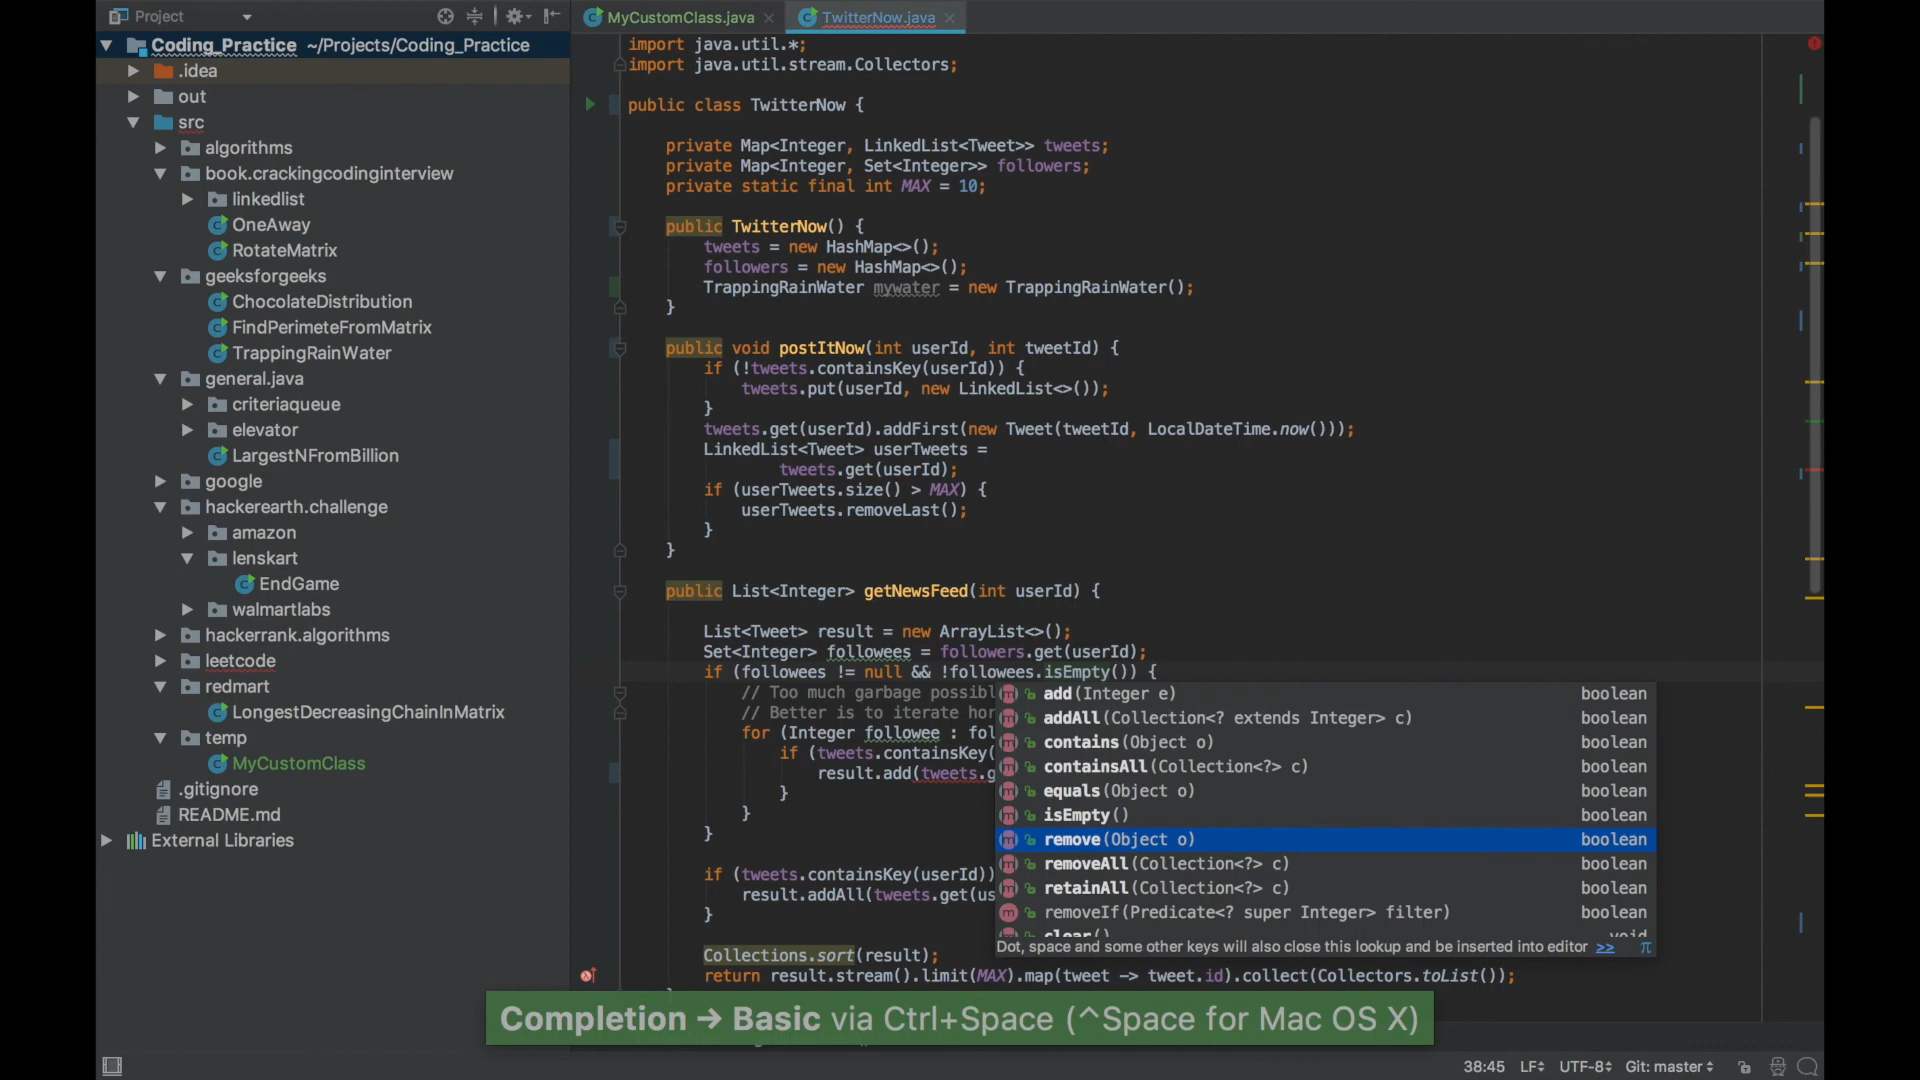 Project
Coding_Practice ~/Projects/Coding_Practice
.idea
out
src
algorithms
book.crackingcodinginterview
linkedlist
OneAway
RotateMatrix
geeksforgeeks
ChocolateDistribution
FindPerimeteFromMatrix
TrappingRainWater
general.java
criteriaqueue
elevator
LargestNFromBillion
google
hackerearth.challenge
amazon
lenskart
EndGame
walmartlabs
hackerrank.algorithms
leetcode
redmart
LongestDecreasingChainInMatrix
temp
MyCustomClass
.gitignore
README.md
External Libraries
MyCustomClass.java
TwitterNow.java
import java.util.*;
import java.util.stream.Collectors;
public class TwitterNow {
private Map<Integer, LinkedList<Tweet>> tweets;
private Map<Integer, Set<Integer>> followers;
private static final int MAX = 10;
public TwitterNow() {
tweets = new HashMap<>();
followers = new HashMap<>();
TrappingRainWater mywater = new TrappingRainWater();
}
public void postItNow(int userId, int tweetId) {
if (!tweets.containsKey(userId)) {
tweets.put(userId, new LinkedList<>());
}
tweets.get(userId).addFirst(new Tweet(tweetId, LocalDateTime.now()));
LinkedList<Tweet> userTweets =
tweets.get(userId);
if (userTweets.size() > MAX) {
userTweets.removeLast();
}
}
public List<Integer> getNewsFeed(int userId) {
List<Tweet> result = new ArrayList<>();
Set<Integer> followees = followers.get(userId);
if (followees != null && !followees.isEmpty()) {
// Too much garbage possibl
// Better is to iterate hor
for (Integer followee : fol
if (tweets.containsKey(
result.add(tweets.g
}
}
}
if (tweets.containsKey(userId))
result.addAll(tweets.get(us
}
Collections.sort(result);
return result.stream().limit(MAX).map(tweet -> tweet.id).collect(Collectors.toList());
add(Integer e) boolean
addAll(Collection<? extends Integer> c) boolean
contains(Object o) boolean
containsAll(Collection<?> c) boolean
equals(Object o) boolean
isEmpty() boolean
remove(Object o) boolean
removeAll(Collection<?> c) boolean
retainAll(Collection<?> c) boolean
removeIf(Predicate<? super Integer> filter) boolean
clear() void
Dot, space and some other keys will also close this lookup and be inserted into editor >> π
Completion → Basic via Ctrl+Space (^Space for Mac OS X)
38:45 LF UTF-8 Git: master